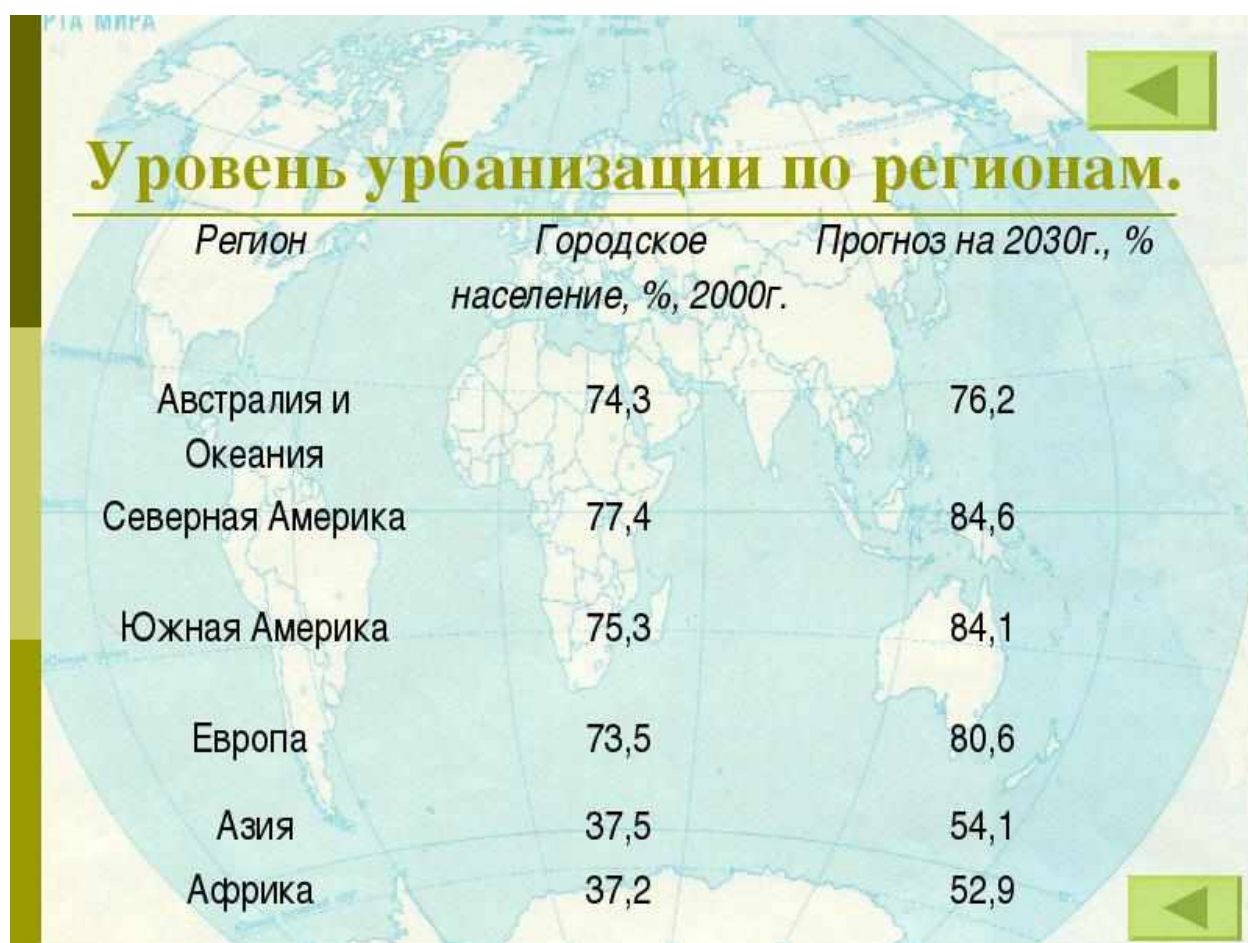 РТА МИРА
Уровень урбанизации по регионам.
Регион Городское Прогноз на 2030г., %
население, %, 2000г.
Австралия и 74,3 76,2
Океания
Северная Америка 77,4 84,6
Южная Америка 75,3 84,1
Европа 73,5 80,6
Азия 37,5 54,1
Африка 37,2 52,9